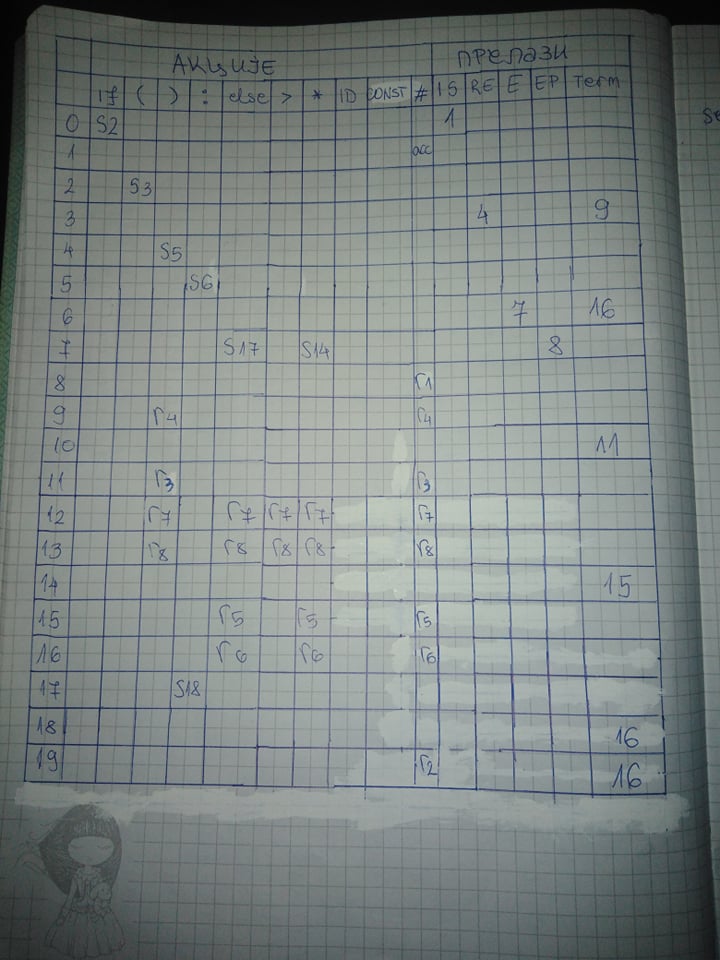 АКЦИЈЕ ПРЕЛАЗИ
if ( ) : else > * ID CONST # IS RE E EP Term
0 S2 1
1 acc
2 S3
3 4 9
4 S5
5 S6
6 7 16
7 S17 S14 8
8 r1
9 r4 r4
10 11
11 r3 r3
12 r7 r7 r7 r7 r7
13 r8 r8 r8 r8 r8
14 15
15 r5 r5 r5
16 r6 r6 r6
17 S18
18 16
19 r2 16